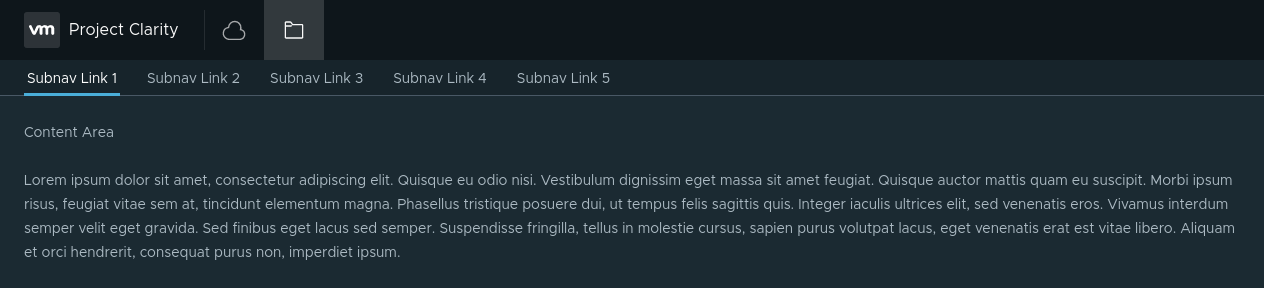 vm Project Clarity
Subnav Link 1 Subnav Link 2 Subnav Link 3 Subnav Link 4 Subnav Link 5
Content Area
Lorem ipsum dolor sit amet, consectetur adipiscing elit. Quisque eu odio nisi. Vestibulum dignissim eget massa sit amet feugiat. Quisque auctor mattis quam eu suscipit. Morbi ipsum
risus, feugiat vitae sem at, tincidunt elementum magna. Phasellus tristique posuere dui, ut tempus felis sagittis quis. Integer iaculis ultrices elit, sed venenatis eros. Vivamus interdum
semper velit eget gravida. Sed finibus eget lacus sed semper. Suspendisse fringilla, tellus in molestie cursus, sapien purus volutpat lacus, eget venenatis erat est vitae libero. Aliquam
et orci hendrerit, consequat purus non, imperdiet ipsum.